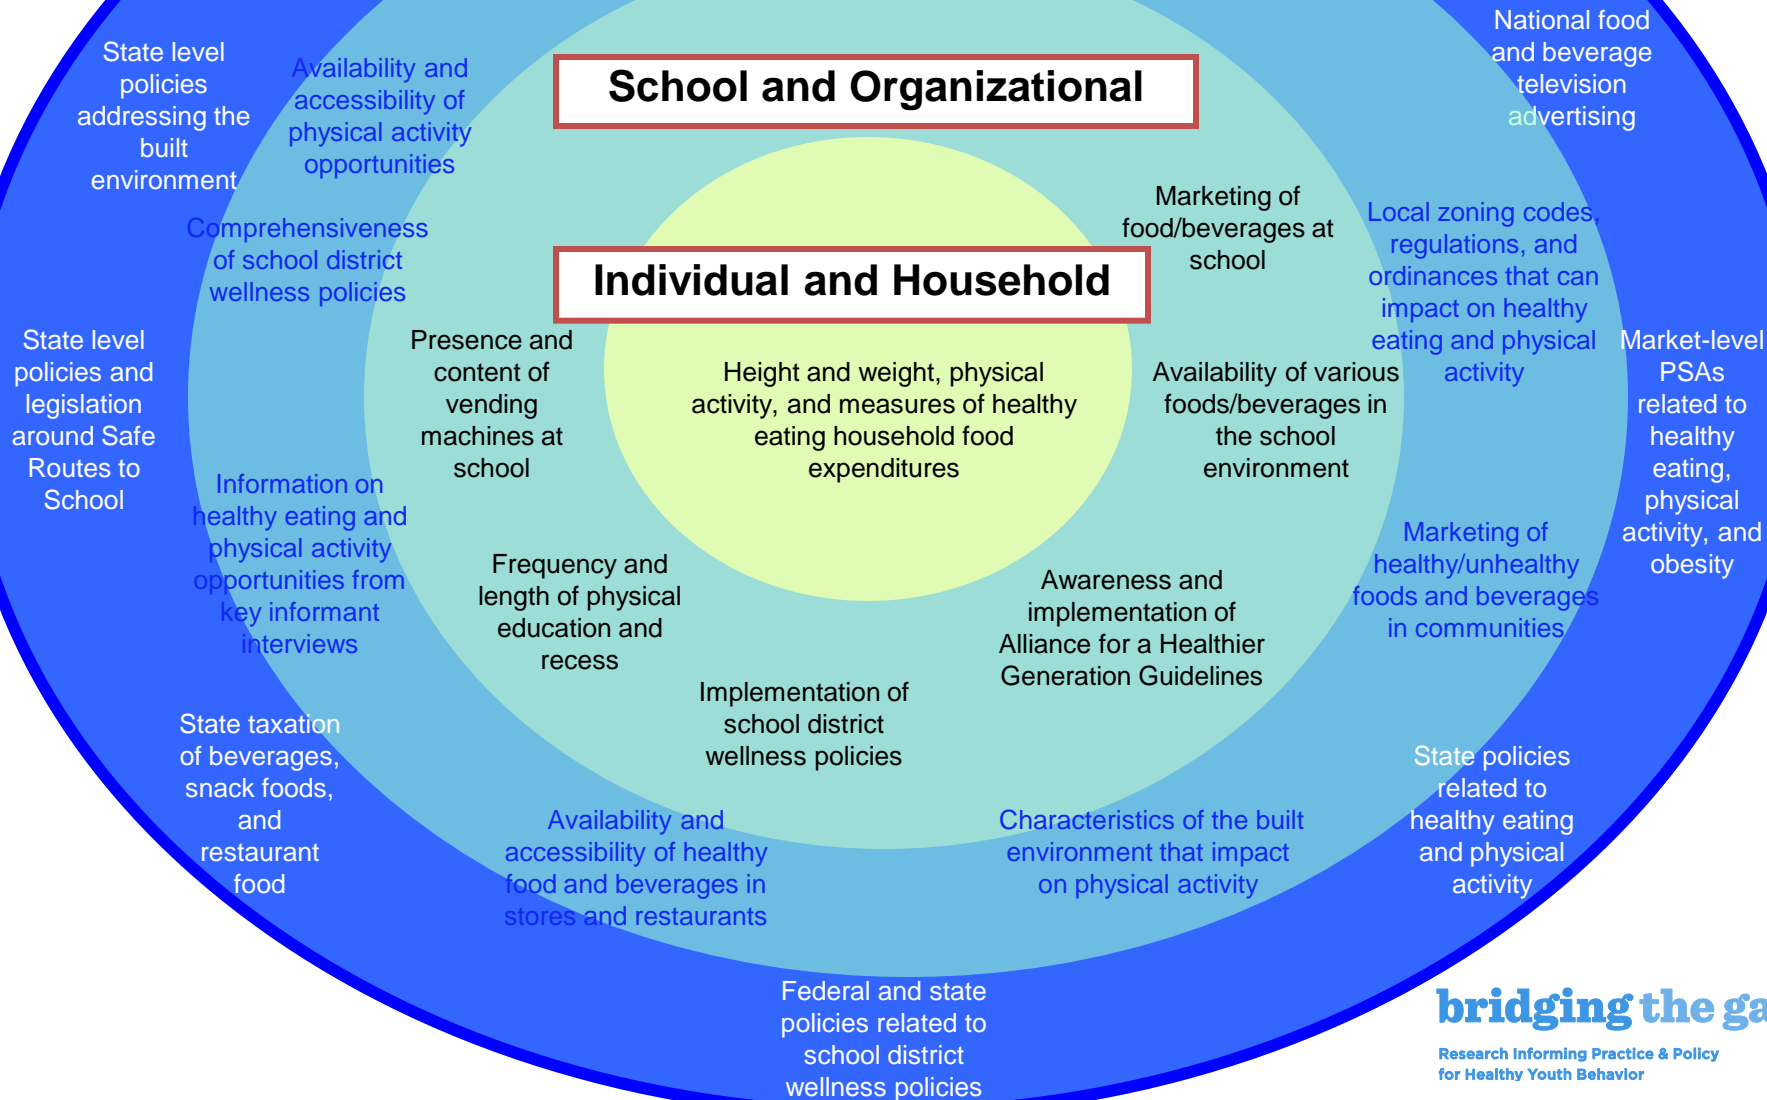 National food
and beverage
television
advertising
State level
policies
addressing the
built
environment
Availability and
accessibility of
physical activity
opportunities
School and Organizational
Marketing of
food/beverages at
school
Local zoning codes,
regulations, and
ordinances that can
impact on healthy
eating and physical
activity
Comprehensiveness
of school district
wellness policies
Individual and Household
State level
policies and
legislation
around Safe
Routes to
School
Presence and
content of
vending
machines at
school
Height and weight, physical
activity, and measures of healthy
eating household food
expenditures
Availability of various
foods/beverages in
the school
environment
Market-level
PSAs
related to
healthy
eating,
physical
activity, and
obesity
Information on
healthy eating and
physical activity
opportunities from
key informant
interviews
Frequency and
length of physical
education and
recess
Awareness and
implementation of
Alliance for a Healthier
Generation Guidelines
Marketing of
healthy/unhealthy
foods and beverages
in communities
Implementation of
school district
wellness policies
State taxation
of beverages,
snack foods,
and
restaurant
food
Availability and
accessibility of healthy
food and beverages in
stores and restaurants
Characteristics of the built
environment that impact
on physical activity
State policies
related to
healthy eating
and physical
activity
Federal and state
policies related to
school district
wellness policies
bridging the ga
Research Informing Practice & Policy
for Healthy Youth Behavior